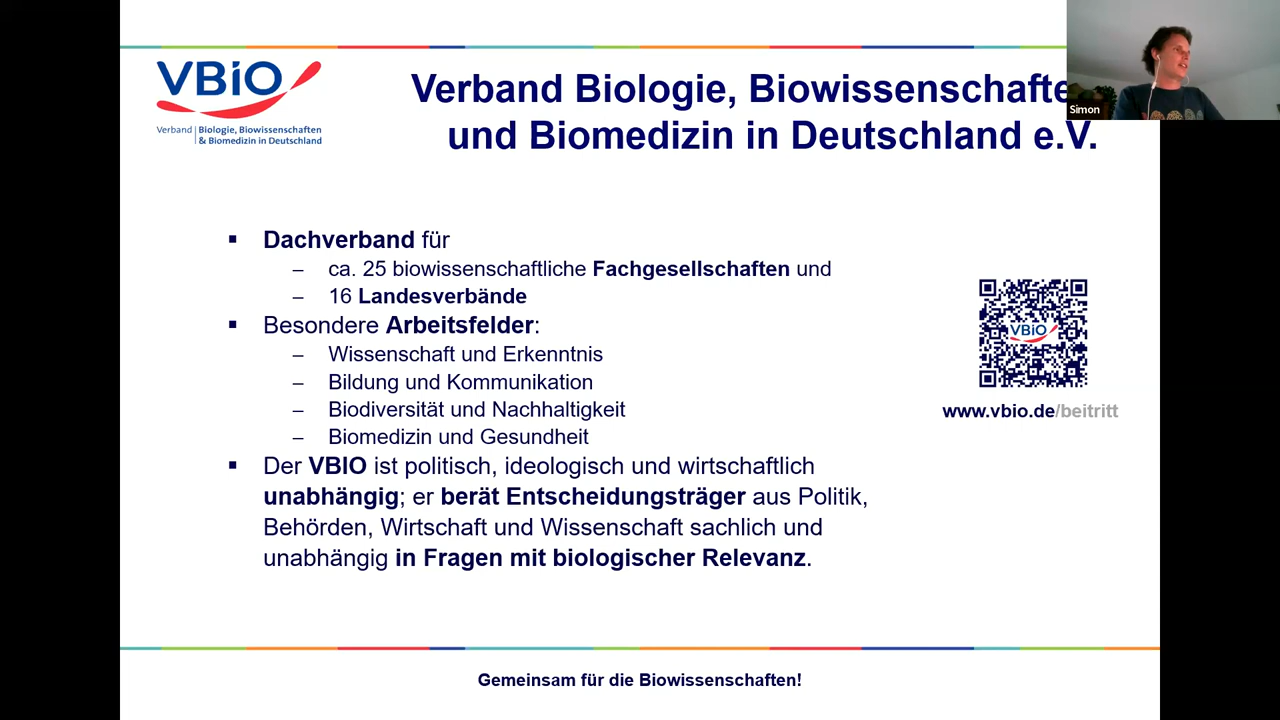 VBiO
Verband | Biologie, Biowissenschaften
& Biomedizin in Deutschland
Verband Biologie, Biowissenschafte
und Biomedizin in Deutschland e.V.
Simon
▪ Dachverband für
– ca. 25 biowissenschaftliche Fachgesellschaften und
– 16 Landesverbände
▪ Besondere Arbeitsfelder:
– Wissenschaft und Erkenntnis
– Bildung und Kommunikation
– Biodiversität und Nachhaltigkeit
– Biomedizin und Gesundheit
▪ Der VBIO ist politisch, ideologisch und wirtschaftlich
unabhängig; er berät Entscheidungsträger aus Politik,
Behörden, Wirtschaft und Wissenschaft sachlich und
unabhängig in Fragen mit biologischer Relevanz.
VBiO
www.vbio.de/beitritt
Gemeinsam für die Biowissenschaften!